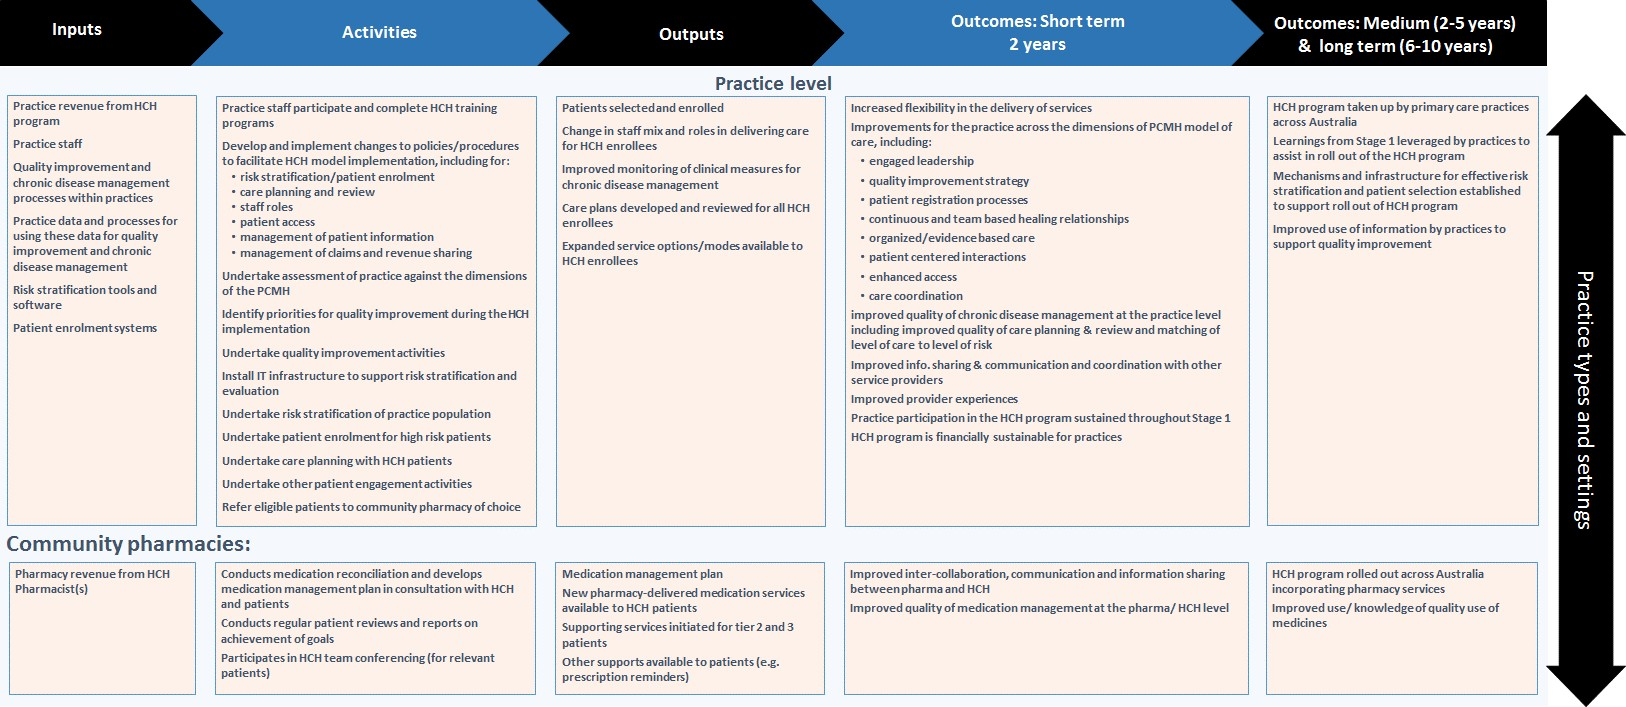 Inputs
Activities
Outputs
Outcomes: Short term
2 years
Outcomes: Medium (2-5 years)
& long term (6-10 years)
Practice level
Practice revenue from HCH
program
Practice staff
Quality improvement and
chronic disease management
processes within practices
Practice data and processes for
using these data for quality
improvement and chronic
disease management
Risk stratification tools and
software
Patient enrolment systems
Practice staff participate and complete HCH training
programs
Develop and implement changes to policies/procedures
to facilitate HCH model implementation, including for:
• risk stratification/patient enrolment
• care planning and review
• staff roles
• patient access
• management of patient information
• management of claims and revenue sharing
Undertake assessment of practice against the dimensions
of the PCMH
Identify priorities for quality improvement during the HCH
implementation
Undertake quality improvement activities
Install IT infrastructure to support risk stratification and
evaluation
Undertake risk stratification of practice population
Undertake patient enrolment for high risk patients
Undertake care planning with HCH patients
Undertake other patient engagement activities
Refer eligible patients to community pharmacy of choice
Patients selected and enrolled
Change in staff mix and roles in delivering care
for HCH enrollees
Improved monitoring of clinical measures for
chronic disease management
Care plans developed and reviewed for all HCH
enrollees
Expanded service options/modes available to
HCH enrollees
Increased flexibility in the delivery of services
Improvements for the practice across the dimensions of PCMH model of
care, including:
• engaged leadership
• quality improvement strategy
• patient registration processes
• continuous and team based healing relationships
• organized/evidence based care
• patient centered interactions
• enhanced access
• care coordination
improved quality of chronic disease management at the practice level
including improved quality of care planning & review and matching of
level of care to level of risk
Improved info. sharing & communication and coordination with other
service providers
Improved provider experiences
Practice participation in the HCH program sustained throughout Stage 1
HCH program is financially sustainable for practices
HCH program taken up by primary care practices
across Australia
Learnings from Stage 1 leveraged by practices to
assist in roll out of the HCH program
Mechanisms and infrastructure for effective risk
stratification and patient selection established
to support roll out of HCH program
Improved use of information by practices to
support quality improvement
Practice types and settings
Community pharmacies:
Pharmacy revenue from HCH
Pharmacist(s)
Conducts medication reconciliation and develops
medication management plan in consultation with HCH
and patients
Conducts regular patient reviews and reports on
achievement of goals
Participates in HCH team conferencing (for relevant
patients)
Medication management plan
New pharmacy-delivered medication services
available to HCH patients
Supporting services initiated for tier 2 and 3
patients
Other supports available to patients (e.g.
prescription reminders)
Improved inter-collaboration, communication and information sharing
between pharma and HCH
Improved quality of medication management at the pharma/ HCH level
HCH program rolled out across Australia
incorporating pharmacy services
Improved use/ knowledge of quality use of
medicines